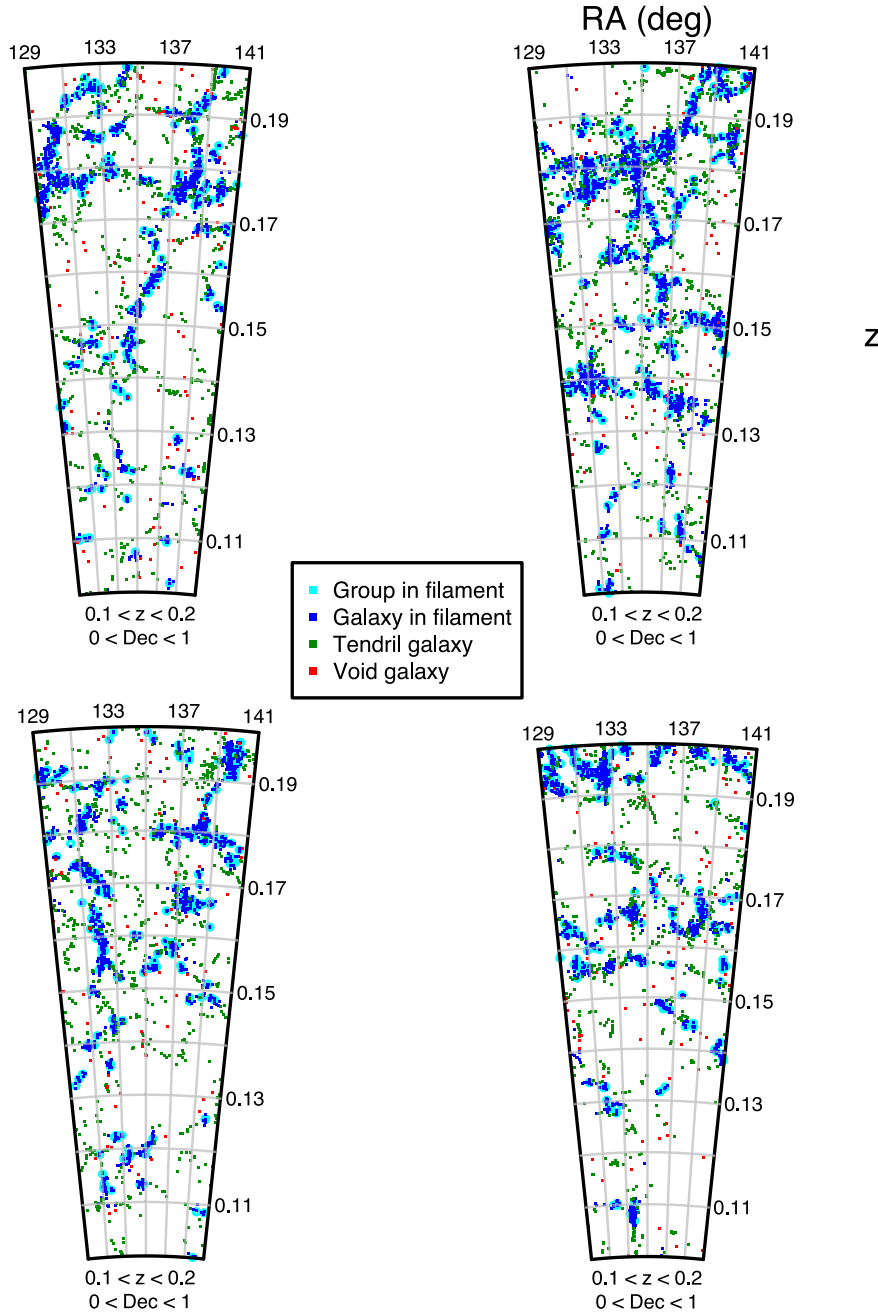 RA (deg)
129 133 137 141
129 133 137 141
0.19
0.17
0.15
0.13
0.11
0.19
0.17
0.15
0.13
0.11
z
0.1 < z < 0.2
0 < Dec < 1
0.1 < z < 0.2
0 < Dec < 1
Group in filament
Galaxy in filament
Tendril galaxy
Void galaxy
129 133 137 141
129 133 137 141
0.19
0.17
0.15
0.13
0.11
0.19
0.17
0.15
0.13
0.11
0.1 < z < 0.2
0 < Dec < 1
0.1 < z < 0.2
0 < Dec < 1